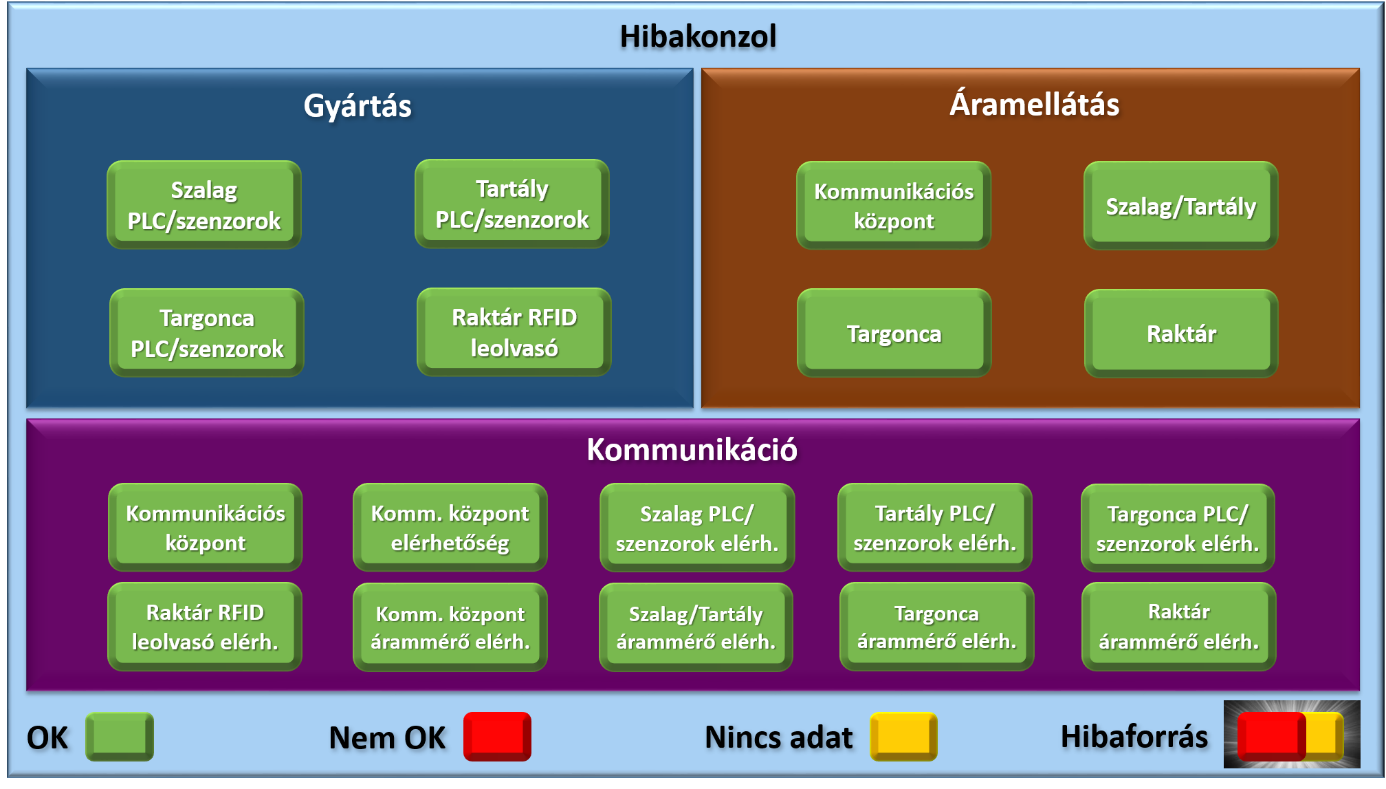 Hibakonzol
Gyártás
Szalag
PLC/szenzorok
Tartály
PLC/szenzorok
Targonca
PLC/szenzorok
Raktár RFID
leolvasó
Áramellátás
Kommunikációs
központ
Szalag/Tartály
Targonca
Raktár
Kommunikáció
Kommunikációs
központ
Komm. központ
elérhetőség
Szalag PLC/
szenzorok elérh.
Tartály PLC/
szenzorok elérh.
Targonca PLC/
szenzorok elérh.
Raktár RFID
leolvasó elérh.
Komm. központ
árammérő elérh.
Szalag/Tartály
árammérő elérh.
Targonca
árammérő elérh.
Raktár
árammérő elérh.
OK
Nem OK
Nincs adat
Hibaforrás